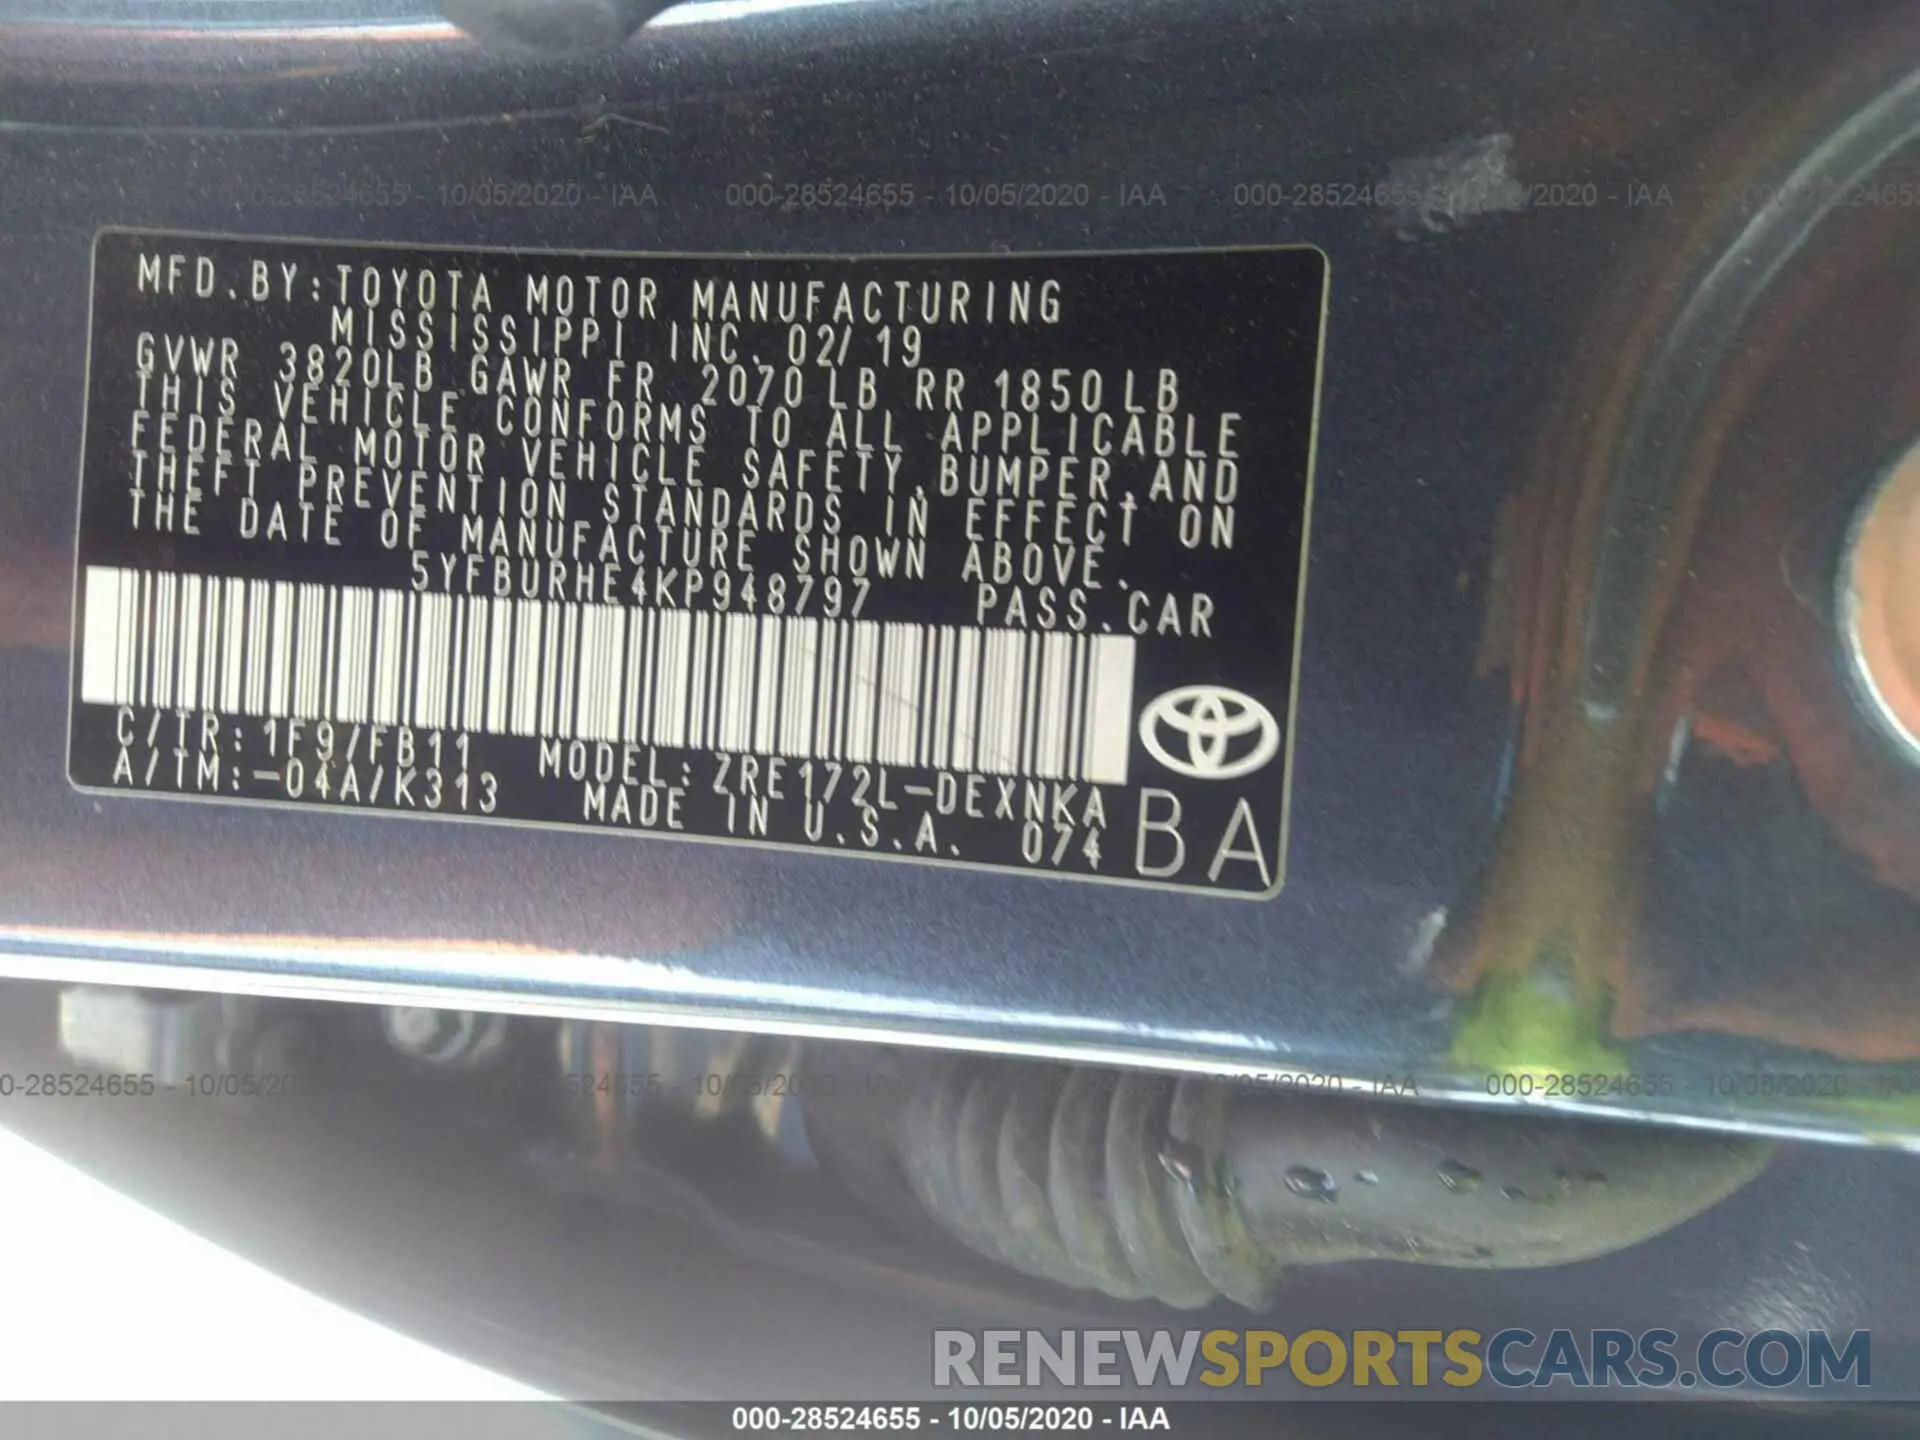 000-28524655 - 10/05/2020 - IAA 000-28524655 - 10/05/2020 - IAA
MFD.BY:TOYOTA MOTOR MANUFACTURING
MISSISSIPPI INC. 02/19
GVWR 3820LB GAWR FR 2070LB RR 1850LB
THIS VEHICLE CONFORMS TO ALL APPLICABLE
FEDERAL MOTOR VEHICLE SAFETY,BUMPER,AND
THEFT PREVENTION STANDARDS IN EFFECT ON
THE DATE OF MANUFACTURE SHOWN ABOVE.
5YFBURHE4KP948797 PASS.CAR
C/TR:1F9/FB11 MODEL:ZRE172L-DEXNKA
A/TM:-04A/K313 MADE IN U.S.A. 074 BA
000-28524655 - 10/05/2020 - IAA
RENEWSPORTSCARS.COM
000-28524655 - 10/05/2020 - IAA